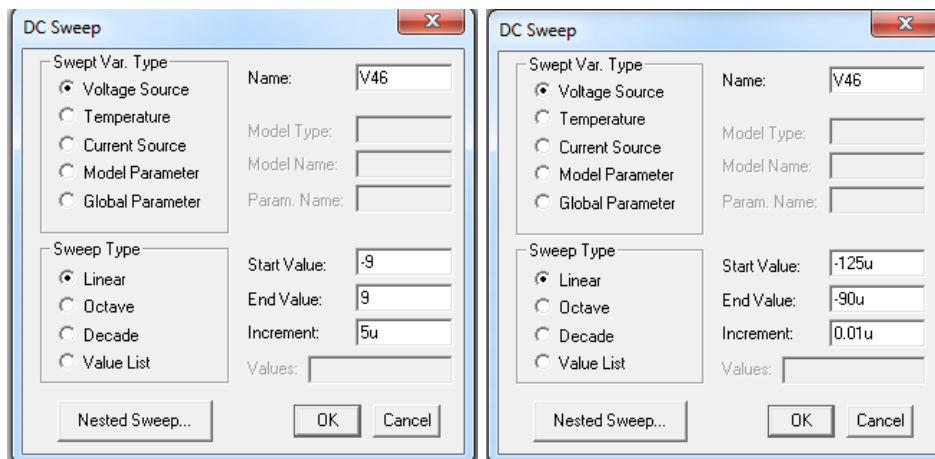 DC Sweep
Swept Var. Type
Voltage Source
Temperature
Current Source
Model Parameter
Global Parameter
Name: V46
Model Type:
Model Name:
Param. Name:
Sweep Type
Linear
Octave
Decade
Value List
Start Value: -9
End Value: 9
Increment: 5u
Values:
Nested Sweep...
OK
Cancel
DC Sweep
Swept Var. Type
Voltage Source
Temperature
Current Source
Model Parameter
Global Parameter
Name: V46
Model Type:
Model Name:
Param. Name:
Sweep Type
Linear
Octave
Decade
Value List
Start Value: -125u
End Value: -90u
Increment: 0.01u
Values:
Nested Sweep...
OK
Cancel